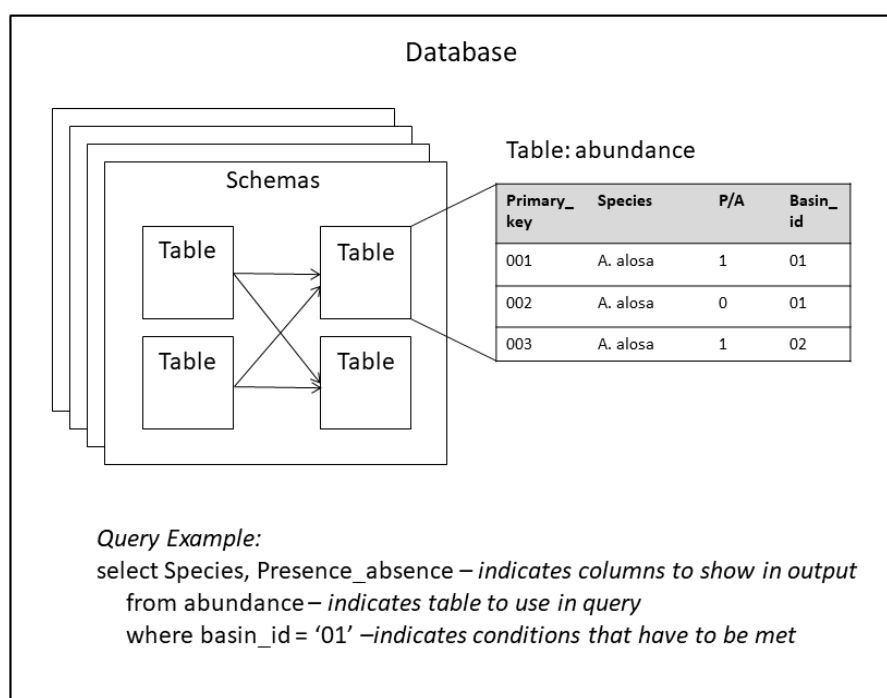 Database
Schemas
Table
Table
Table
Table
Table: abundance
Primary_ key Species P/A Basin_ id
001 A. alosa 1 01
002 A. alosa 0 01
003 A. alosa 1 02
Query Example:
select Species, Presence_absence – indicates columns to show in output
from abundance – indicates table to use in query
where basin_id = ‘01’ –indicates conditions that have to be met